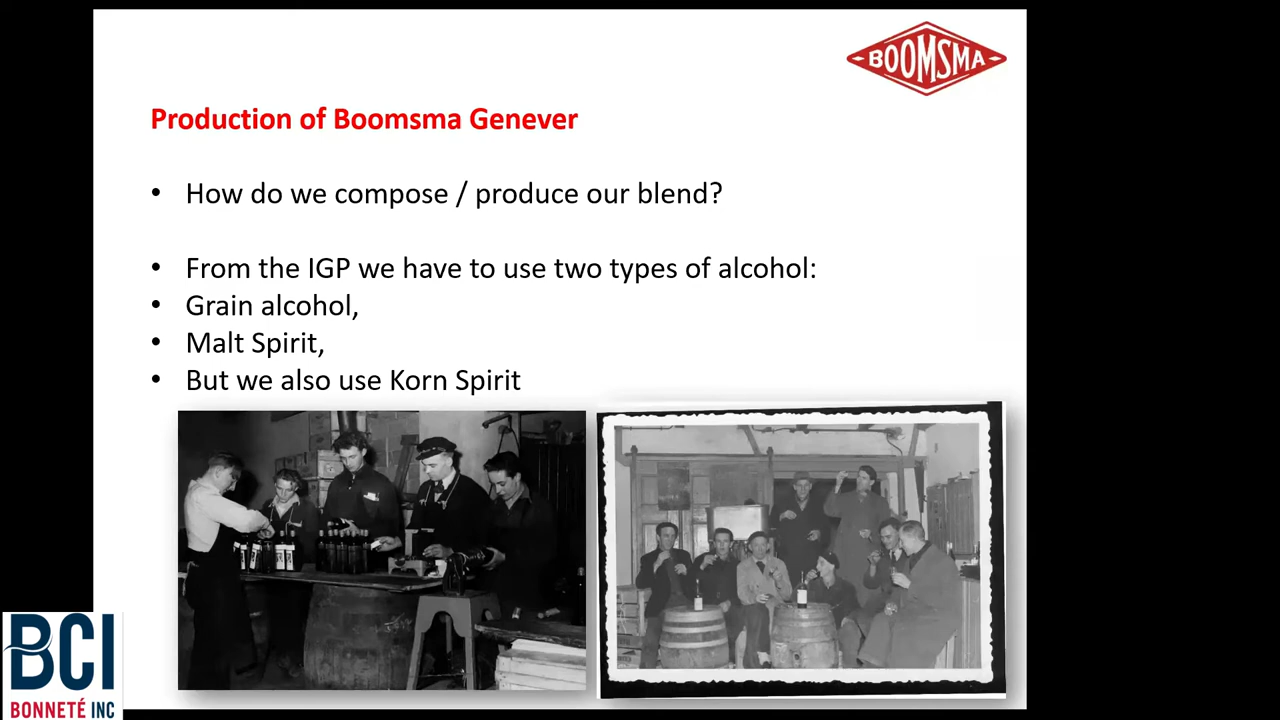 BOOMSMA
Production of Boomsma Genever
• How do we compose / produce our blend?
• From the IGP we have to use two types of alcohol:
• Grain alcohol,
• Malt Spirit,
• But we also use Korn Spirit
BCI
BONNETÉ INC